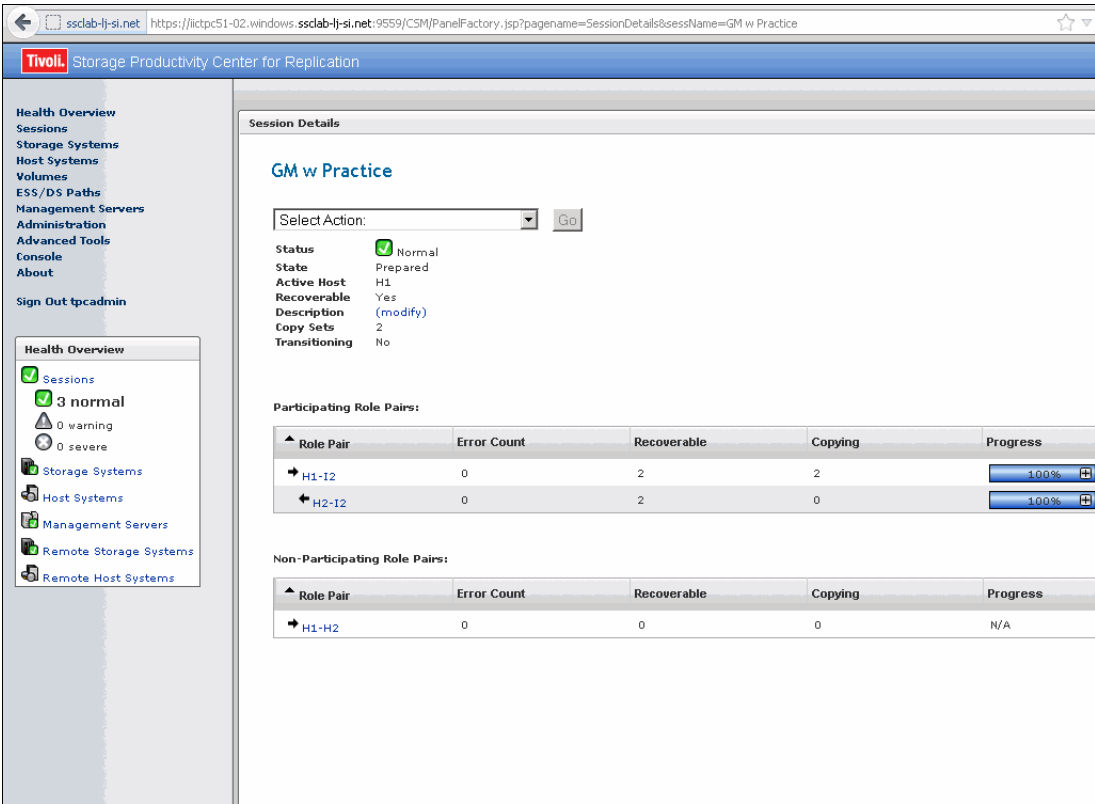 ssclab-lj-si.net https://iictpc51-02.windows.ssclab-lj-si.net:9559/CSM/PanelFactory.jsp?pagename=SessionDetails&sessName=GM w Practice
Tivoli. Storage Productivity Center for Replication
Health Overview
Sessions
Storage Systems
Host Systems
Volumes
ESS/DS Paths
Management Servers
Administration
Advanced Tools
Console
About
Sign Out tpcadmin
Health Overview
Sessions
3 normal
0 warning
0 severe
Storage Systems
Host Systems
Management Servers
Remote Storage Systems
Remote Host Systems
Session Details
GM w Practice
Select Action: Go
Status Normal
State Prepared
Active Host H1
Recoverable Yes
Description (modify)
Copy Sets 2
Transitioning No
Participating Role Pairs:
Role Pair Error Count Recoverable Copying Progress
H1-I2 0 2 2 100%
H2-I2 0 2 0 100%
Non-Participating Role Pairs:
Role Pair Error Count Recoverable Copying Progress
H1-H2 0 0 0 N/A